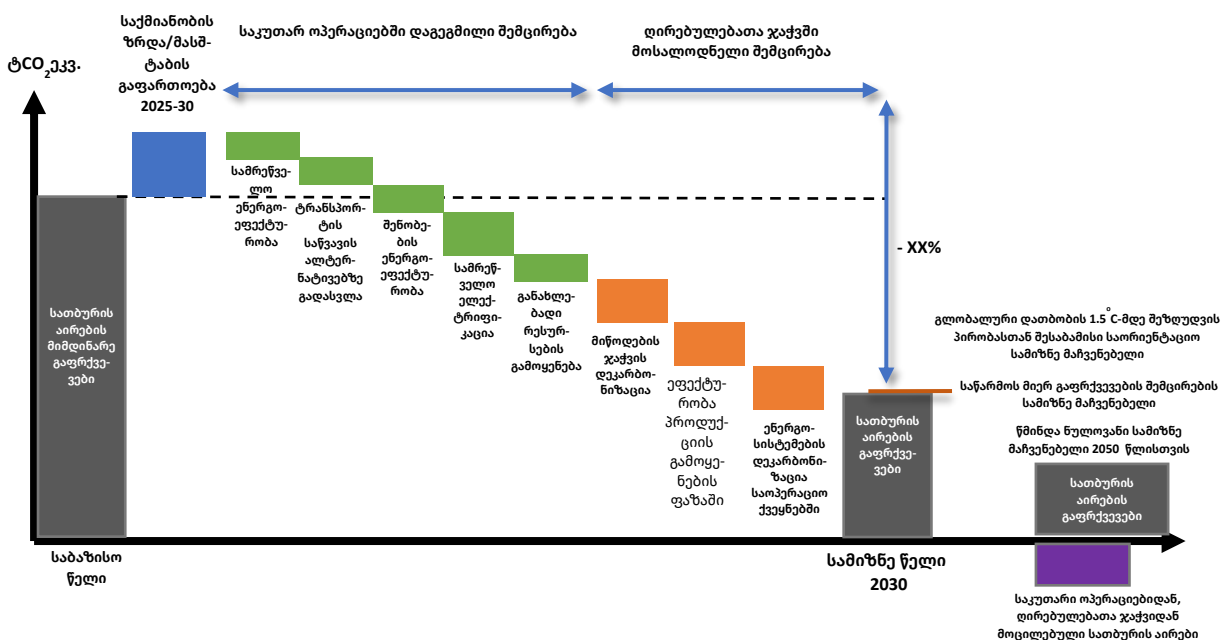 საქმიანობის
ზრდა/მასშ-
ტაბის
გაფართოება
2025-30
საკუთარ ოპერაციებში დაგეგმილი შემცირება
ღირებულებათა ჯაჭვში
მოსალოდნელი შემცირება
ტCO2ეკვ.
სამრეწვე-
ლო
ენერგო-
ეფექტუ-
რობა
ტრანსპორ-
ტის
საწვავის
ალტერ-
ნატივებზე
გადასვლა
შენობე-
ბის
ენერგო-
ეფექტუ-
რობა
სამრეწ-
ველო
ელექ-
ტრიფი-
კაცია
განახლე-
ბადი
რესურ-
სების
გამოყენება
მიწოდების
ჯაჭვის
დეკარბო-
ნიზაცია
ეფექტუ-
რობა
პროდუქ-
ციის
გამოყე-
ნების
ფაზაში
ენერგო-
სისტემების
დეკარბონი-
ზაცია
საოპერაციო
ქვეყნებში
- XX%
სათბურის
აირების
მიმდინარე
გაფრქვე-
ვები
სათბურის
აირების
გაფრქვე-
ვები
გლობალური დათბობის 1.5°C-მდე შეზღუდვის
პირობასთან შესაბამისი საორიენტაციო
სამიზნე მაჩვენებელი
საწარმოს მიერ გაფრქვევების შემცირების
სამიზნე მაჩვენებელი
წმინდა ნულოვანი სამიზნე
მაჩვენებელი 2050 წლისთვის
სათბურის
აირების
გაფრქვევები
საბაზისო
წელი
სამიზნე წელი
2030
საკუთარი ოპერაციებიდან,
ღირებულებათა ჯაჭვიდან
მოცილებული სათბურის აირები